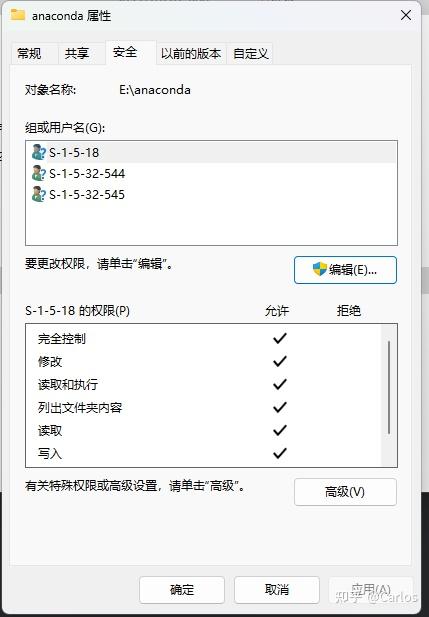 anaconda 属性
常规 共享 安全 以前的版本 自定义
对象名称: E:\anaconda
组或用户名(G):
S-1-5-18
S-1-5-32-544
S-1-5-32-545
要更改权限，请单击"编辑"。
编辑(E)...
S-1-5-18 的权限(P) 允许 拒绝
完全控制
修改
读取和执行
列出文件夹内容
读取
写入
有关特殊权限或高级设置，请单击"高级"。
高级(V)
确定 取消 应用(A)
知乎 @Carlos